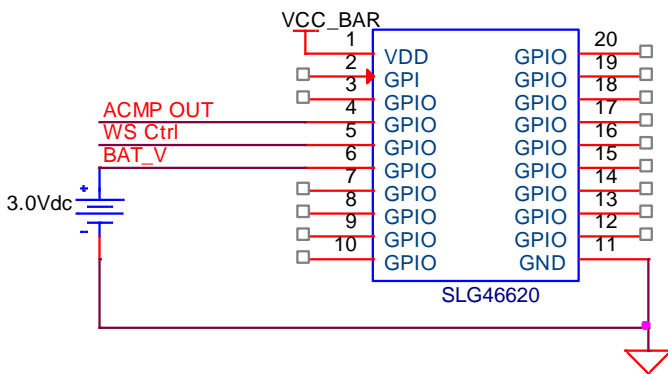 VCC_BAR
1 VDD GPIO 20
2 GPI GPIO 19
3 GPIO GPIO 18
ACMP OUT 4 GPIO GPIO 17
WS Ctrl 5 GPIO GPIO 16
BAT_V 6 GPIO GPIO 15
7 GPIO GPIO 14
3.0Vdc + 8 GPIO GPIO 13
- 9 GPIO GPIO 12
10 GPIO GND 11
SLG46620